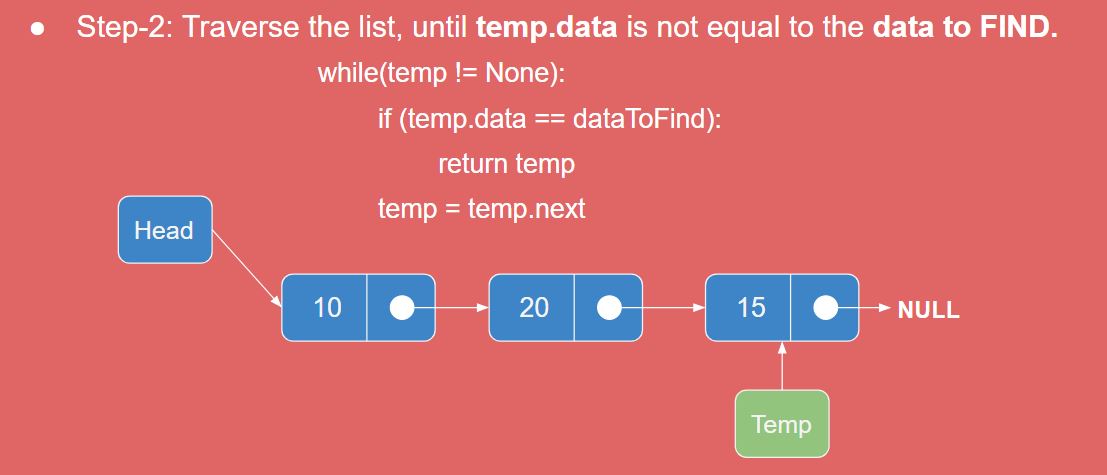 ● Step-2: Traverse the list, until temp.data is not equal to the data to FIND.
while(temp != None):
if (temp.data == dataToFind):
return temp
temp = temp.next
Head
10
20
15
NULL
Temp